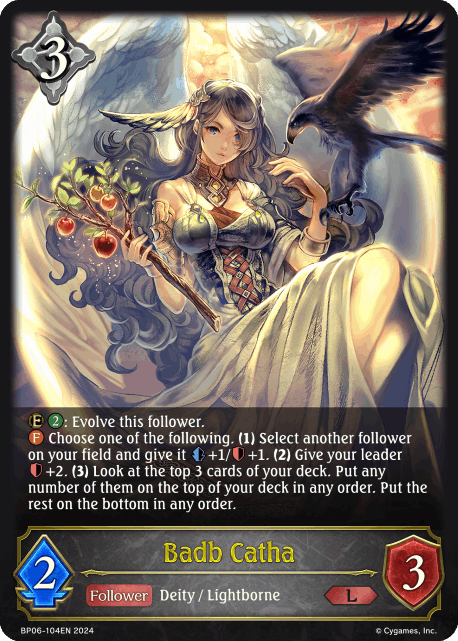 3
E 2: Evolve this follower.
F Choose one of the following. (1) Select another follower
on your field and give it +1/ +1. (2) Give your leader
+2. (3) Look at the top 3 cards of your deck. Put any
number of them on the top of your deck in any order. Put the
rest on the bottom in any order.
Badb Catha
2
Follower Deity / Lightborne L
3
BP06-104EN 2024 © Cygames, Inc.